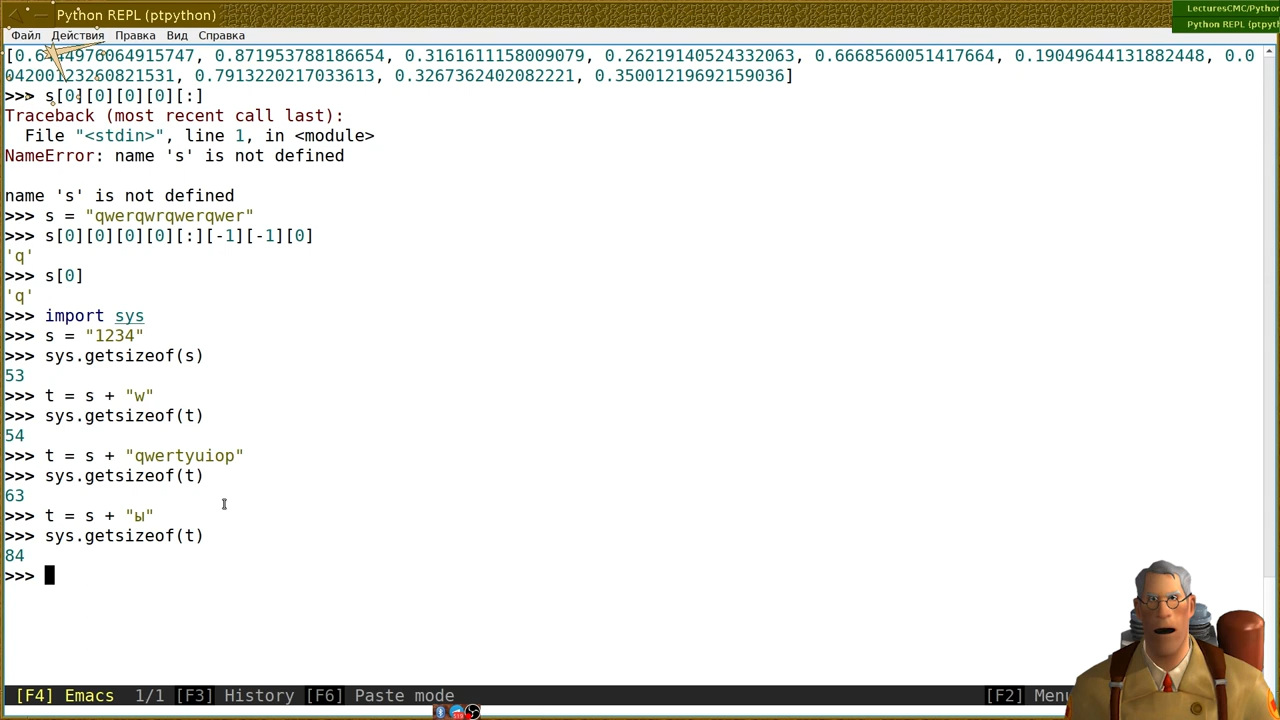 Python REPL (ptpython)
LecturesCMC/Python
Python REPL (ptpy
Файл Действия Правка Вид Справка
0.871953788186654, 0.316161115800​9079, 0.26219140524332063, 0.6668560051417664, 0.19049644131882448, 0.0
04200123260821531, 0.7913220217033613, 0.3267362402082221, 0.35001219692159036]
>>> s[0][0][0][0][:]
Traceback (most recent call last):
File "<stdin>", line 1, in <module>
NameError: name 's' is not defined
name 's' is not defined
>>> s = "qwerqwrqwerqwer"
>>> s[0][0][0][0][:][-1][-1][0]
'q'
>>> s[0]
'q'
>>> import sys
>>> s = "1234"
>>> sys.getsizeof(s)
53
>>> t = s + "w"
>>> sys.getsizeof(t)
54
>>> t = s + "qwertyuiop"
>>> sys.getsizeof(t)
63
>>> t = s + "ы"
>>> sys.getsizeof(t)
84
>>>
[F4] Emacs 1/1 [F3] History [F6] Paste mode [F2] Menu